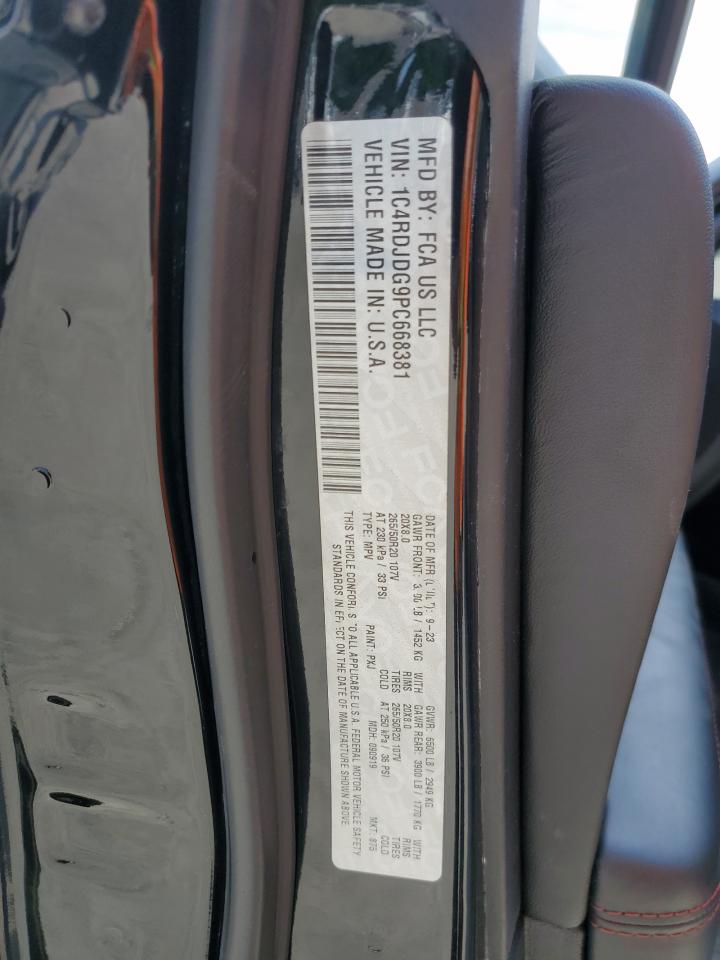 MFD BY: FCA US LLC
VIN: 1C4RDJDG9PC668381
VEHICLE MADE IN: U.S.A.
DATE OF MFR 9-23 GVWR: 6500 LB / 2949 KG
GAWR FRONT: LB / 1452 KG WITH GAWR REAR: 3900 LB / 1770 KG WITH
20X8.0 RIMS 20X8.0 RIMS
265/50R20 107V TIRES 265/50R20 107V TIRES
AT 230 kPa / 33 PSI COLD AT 250 kPa / 36 PSI COLD
TYPE: MPV PAINT: PXJ MDH: 090919 MKT: 875
THIS VEHICLE TO ALL APPLICABLE U.S.A. FEDERAL MOTOR VEHICLE SAFETY
STANDARDS IN EFFECT ON THE DATE OF MANUFACTURE SHOWN ABOVE.